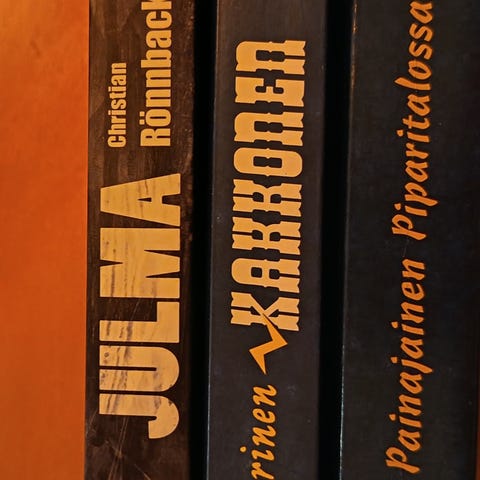 JULMA
Christian
Rönnback
rinen
KAKKONEN
Painajainen Piparitalossa